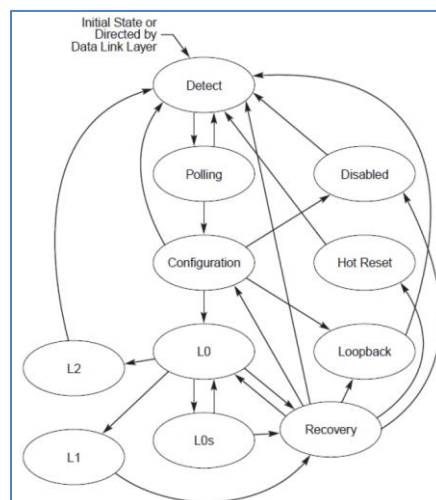 Initial State or
Directed by
Data Link Layer
Detect
Polling
Disabled
Configuration
Hot Reset
L0
Loopback
L2
L0s
Recovery
L1